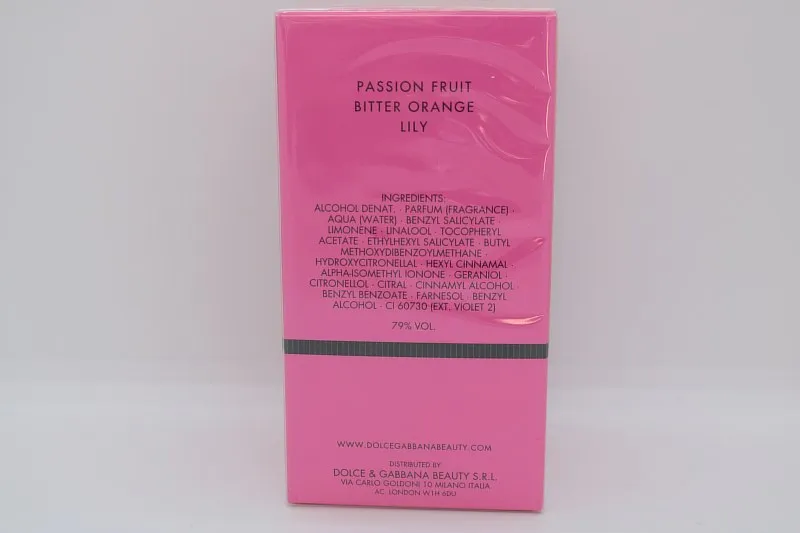 PASSION FRUIT
BITTER ORANGE
LILY
INGREDIENTS:
ALCOHOL DENAT. · PARFUM (FRAGRANCE) ·
AQUA (WATER) · BENZYL SALICYLATE ·
LIMONENE · LINALOOL · TOCOPHERYL
ACETATE · ETHYLHEXYL SALICYLATE · BUTYL
METHOXYDIBENZOYLMETHANE ·
HYDROXYCITRONELLAL · HEXYL CINNAMAL ·
ALPHA-ISOMETHYL IONONE · GERANIOL ·
CITRONELLOL · CITRAL · CINNAMYL ALCOHOL ·
BENZYL BENZOATE · FARNESOL · BENZYL
ALCOHOL · CI 60730 (EXT. VIOLET 2)
79% VOL.
WWW.DOLCEGABBANABEAUTY.COM
DISTRIBUTED BY
DOLCE & GABBANA BEAUTY S.R.L.
VIA CARLO GOLDONI 10 MILANO ITALIA
AC. LONDON W1H 6DU